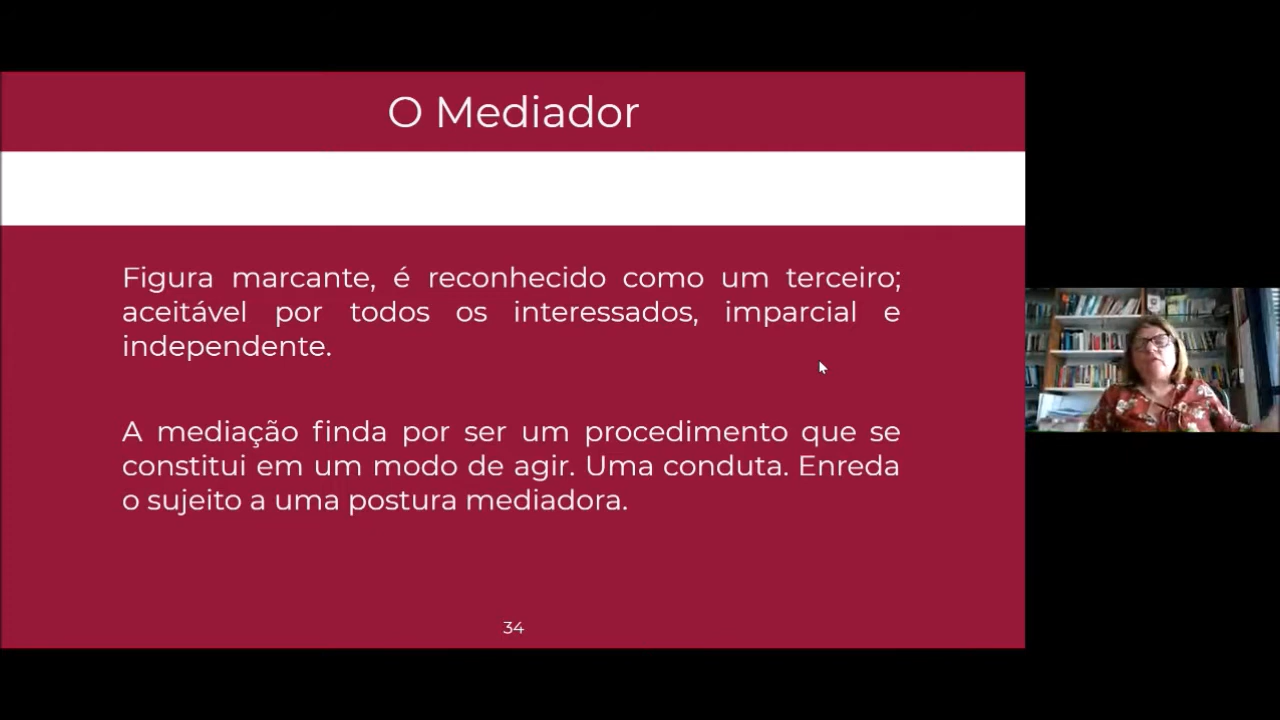 O Mediador
Figura marcante, é reconhecido como um terceiro;
aceitável por todos os interessados, imparcial e
independente.
A mediação finda por ser um procedimento que se
constitui em um modo de agir. Uma conduta. Enreda
o sujeito a uma postura mediadora.
34